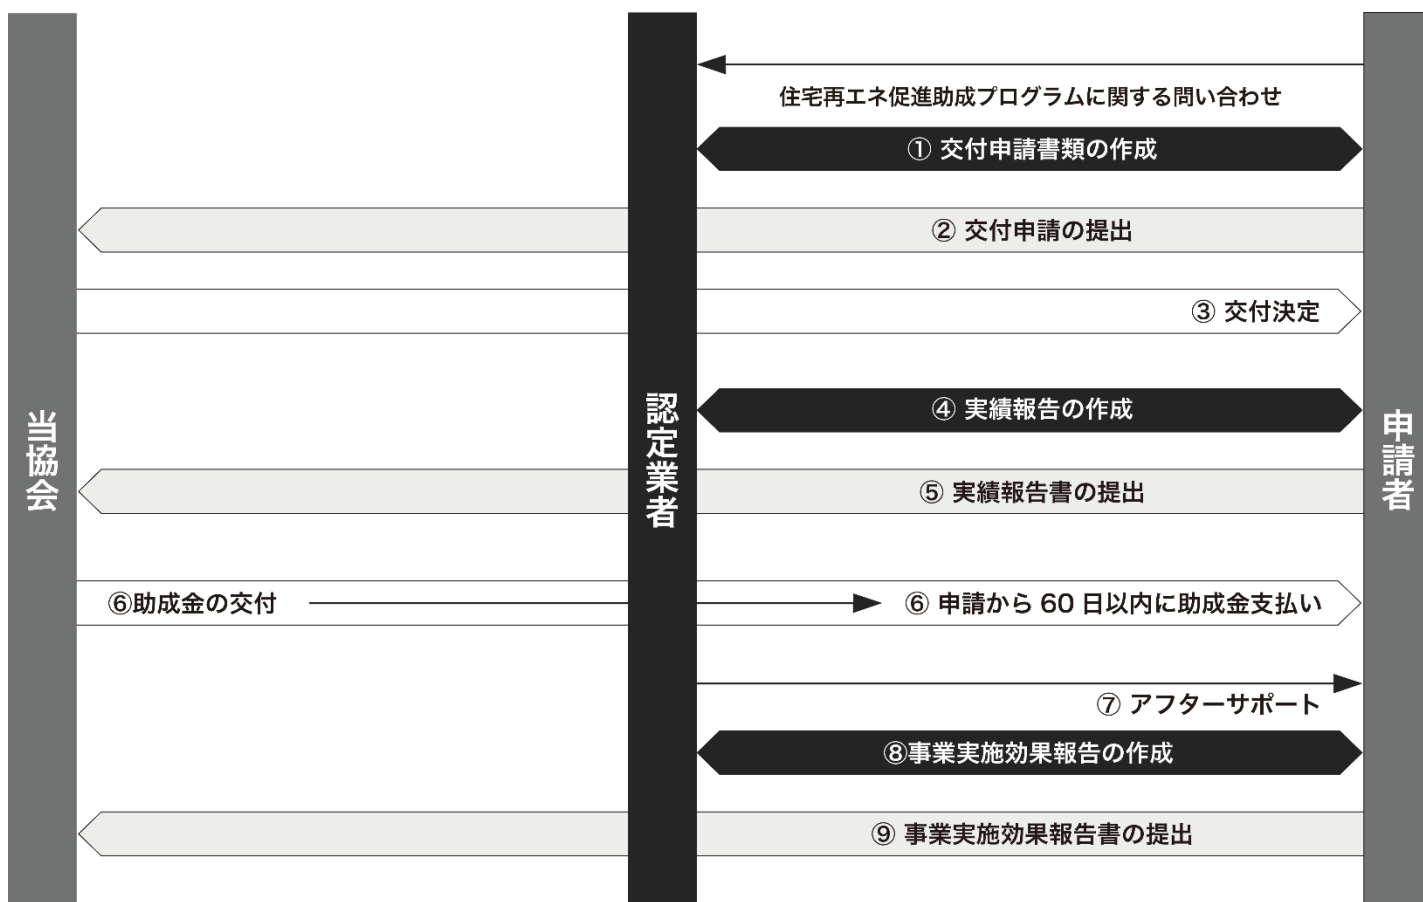 住宅再エネ促進助成プログラムに関する問い合わせ
① 交付申請書類の作成
② 交付申請の提出
③ 交付決定
④ 実績報告の作成
当協会
認定業者
申請者
⑤ 実績報告書の提出
⑥助成金の交付
⑥ 申請から 60 日以内に助成金支払い
⑦ アフターサポート
⑧事業実施効果報告の作成
⑨ 事業実施効果報告書の提出